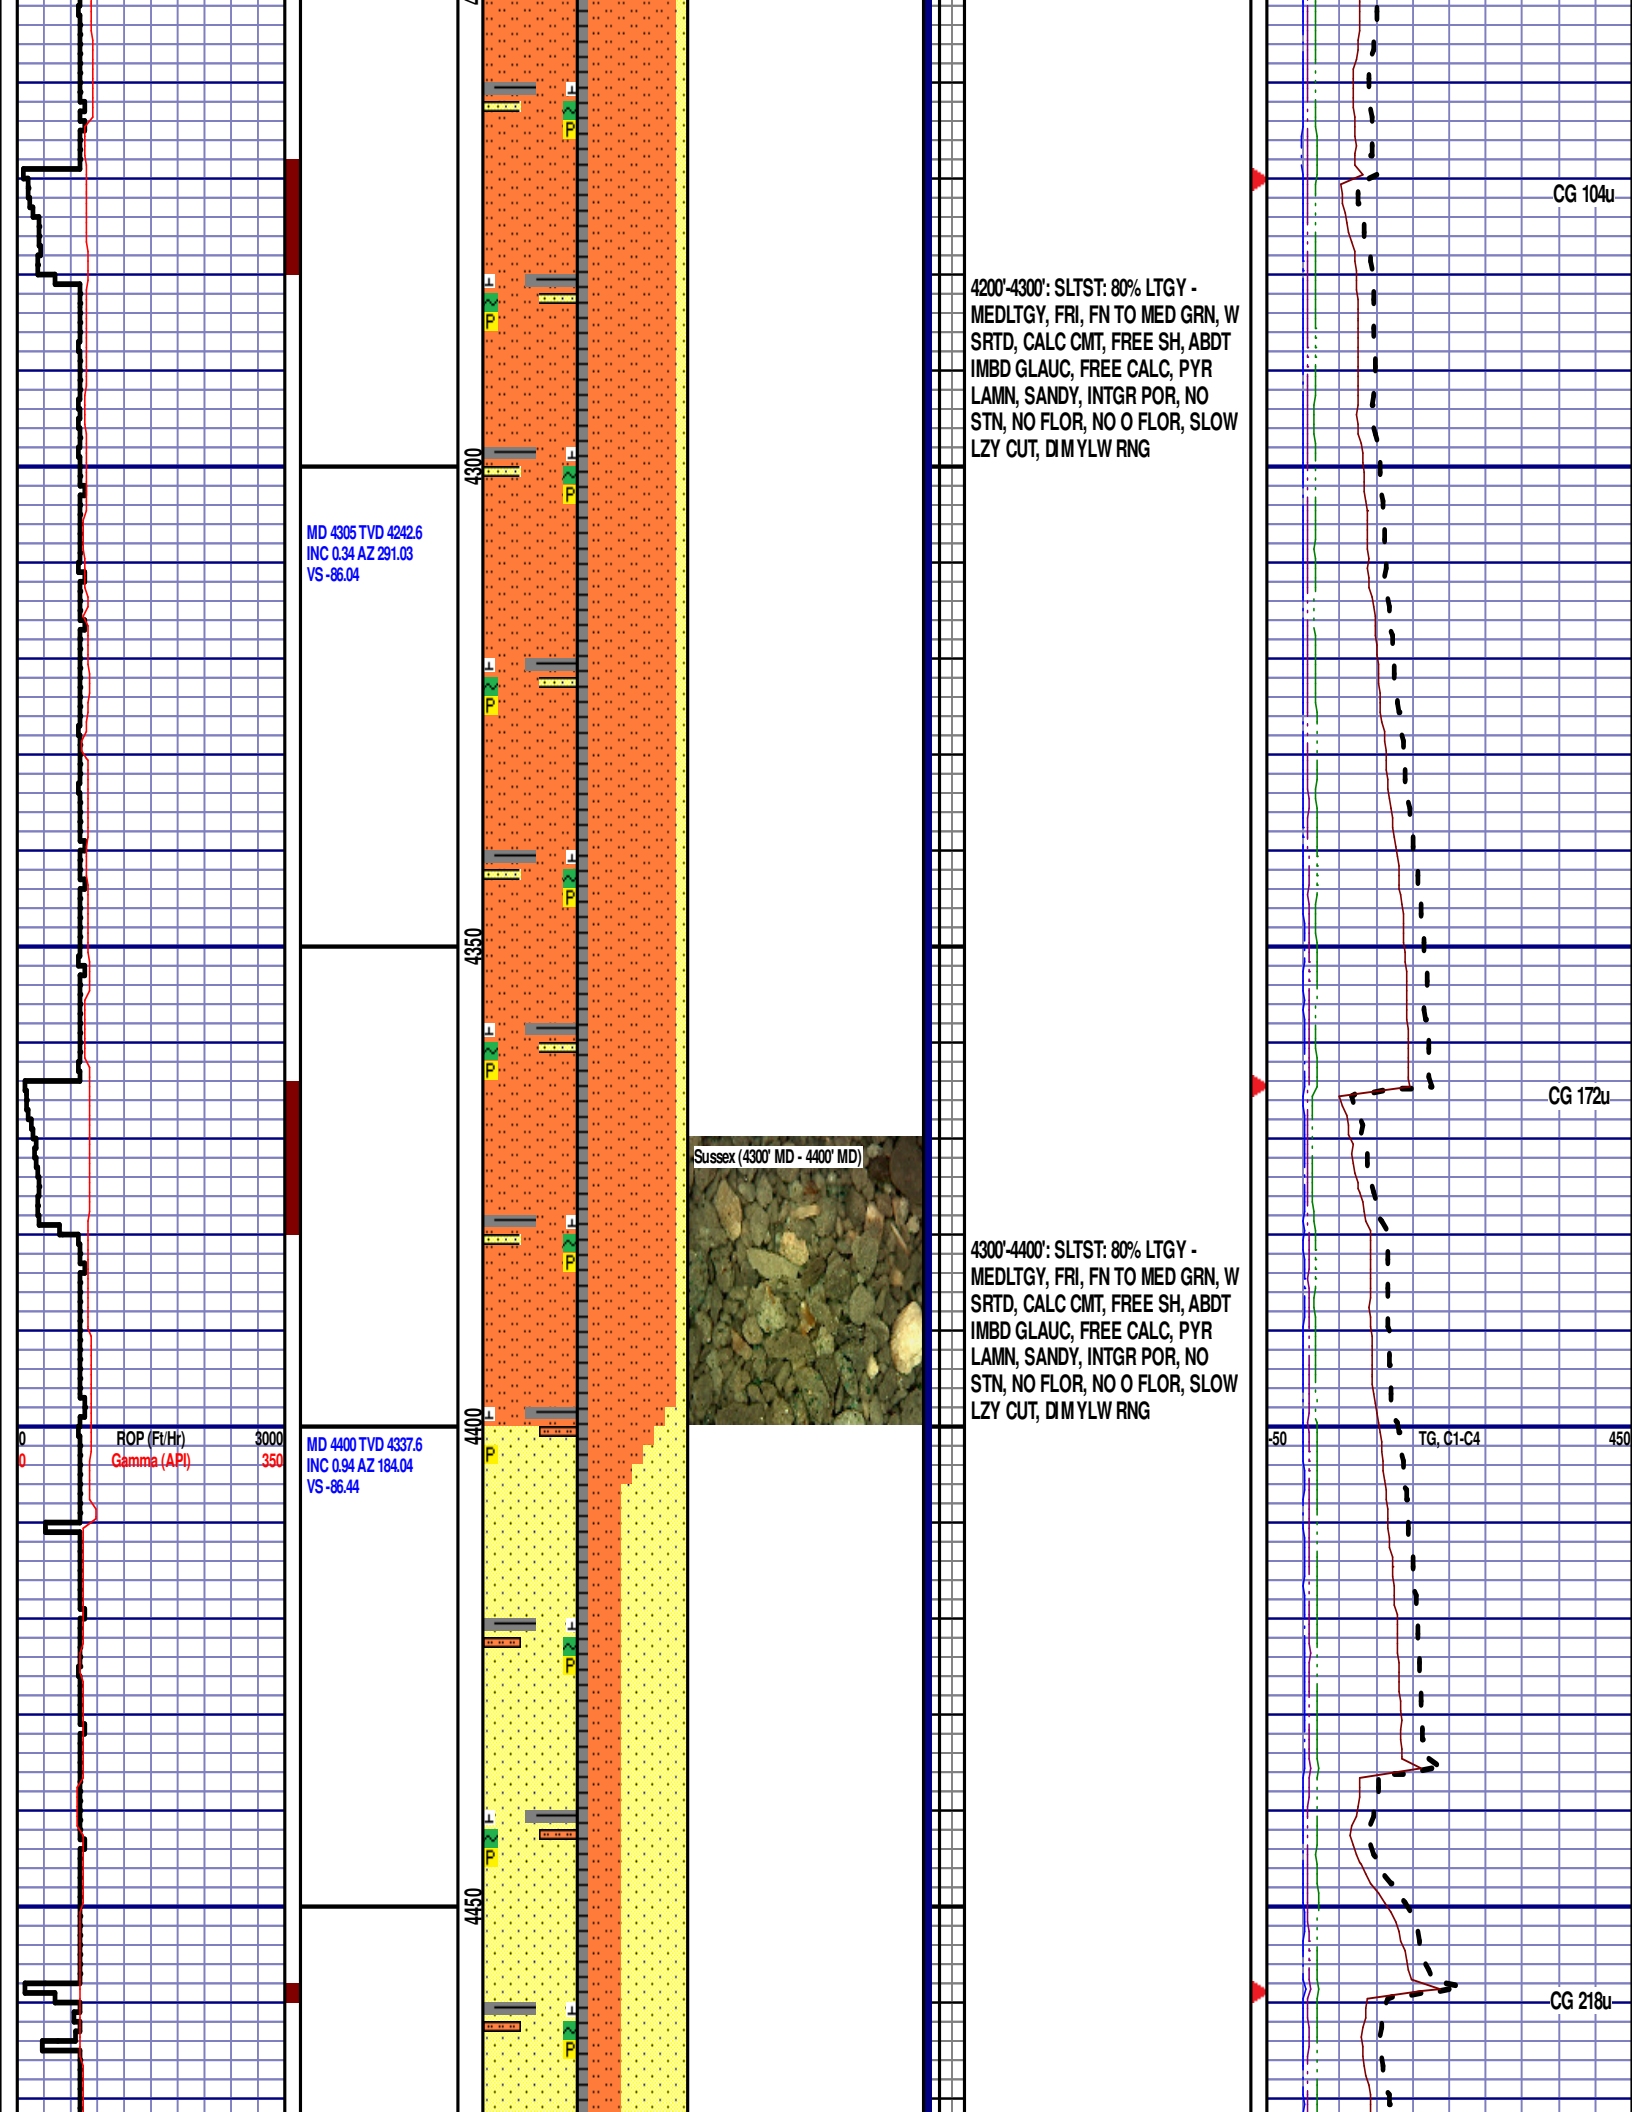 CG 104u
4200'-4300': SLTST: 80% LTGY -
MEDLTGY, FRI, FN TO MED GRN, W
SRTD, CALC CMT, FREE SH, ABDT
IMBD GLAUC, FREE CALC, PYR
LAMN, SANDY, INTGR POR, NO
STN, NO FLOR, NO O FLOR, SLOW
LZY CUT, DIM YLW RNG
P
P
4300
P
MD 4305 TVD 4242.6
INC 0.34 AZ 291.03
VS -86.04
P
P
4350
P
CG 172u
Sussex (4300' MD - 4400' MD)
P
4300'-4400': SLTST: 80% LTGY -
MEDLTGY, FRI, FN TO MED GRN, W
SRTD, CALC CMT, FREE SH, ABDT
IMBD GLAUC, FREE CALC, PYR
LAMN, SANDY, INTGR POR, NO
STN, NO FLOR, NO O FLOR, SLOW
LZY CUT, DIM YLW RNG
4400
0 ROP (Ft/Hr) 3000
0 Gamma (API) 350
MD 4400 TVD 4337.6
INC 0.94 AZ 184.04
VS -86.44
P
-50 TG, C1-C4 450
P
P
4450
CG 218u
P